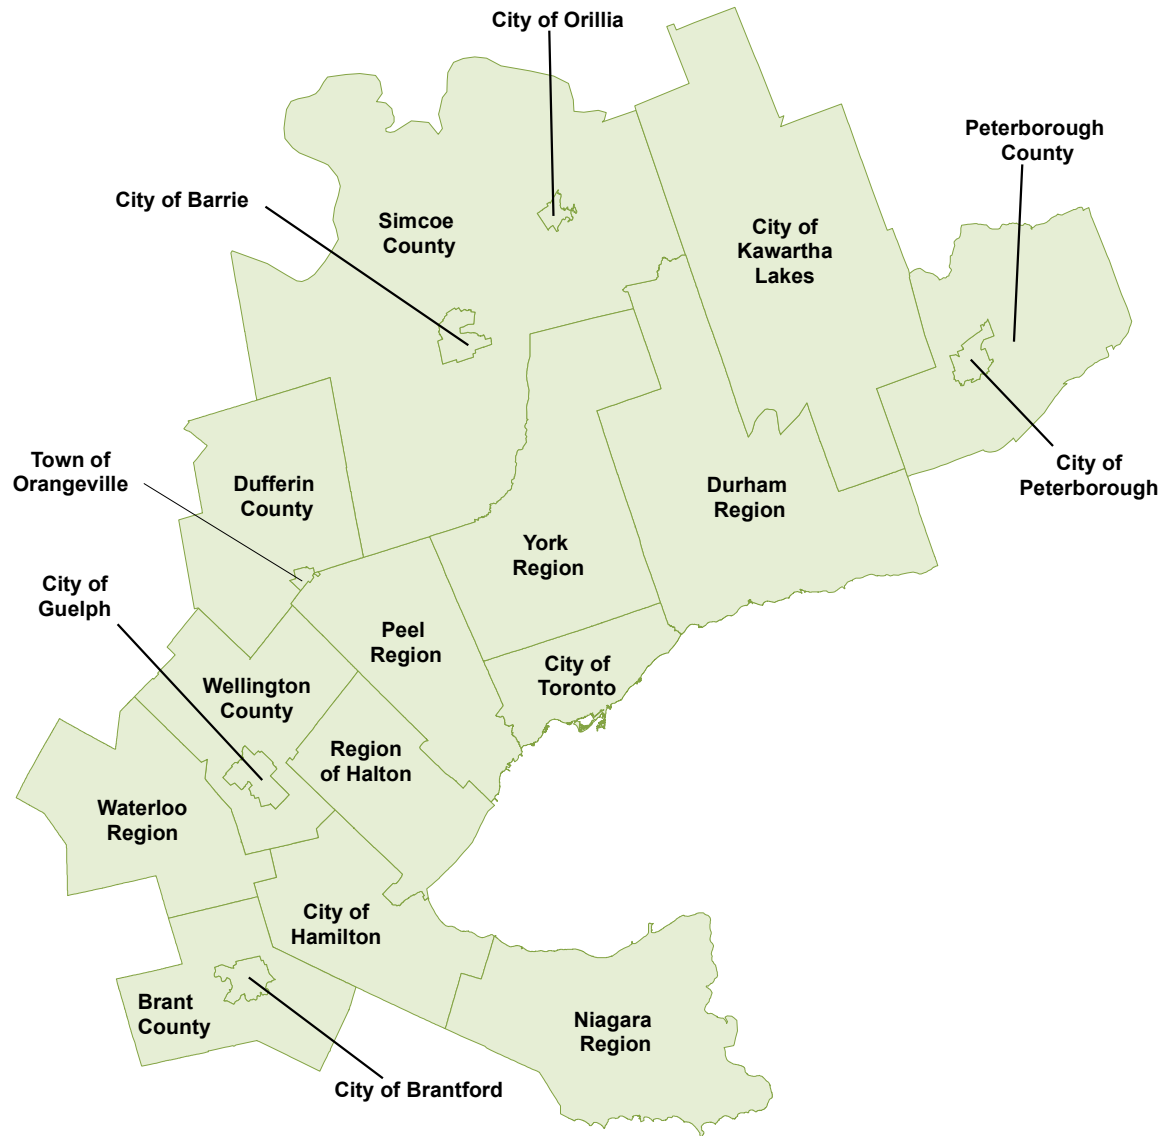 City of Orillia
Peterborough
County
City of Barrie
Simcoe
County
City of
Kawartha
Lakes
Town of
Orangeville
Dufferin
County
Durham
Region
City of
Peterborough
York
Region
City of
Guelph
Peel
Region
City of
Toronto
Wellington
County
Region
of Halton
Waterloo
Region
City of
Hamilton
Brant
County
Niagara
Region
City of Brantford